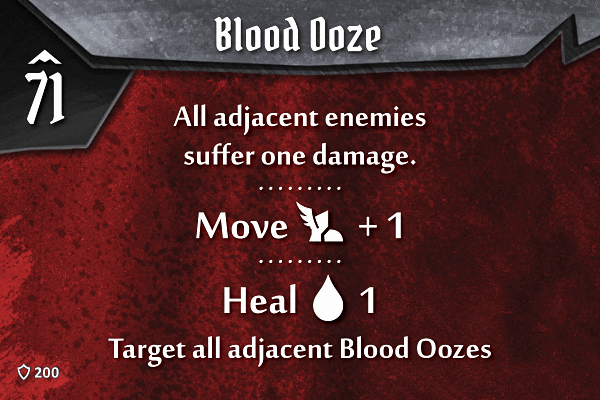 Blood Ooze
71
All adjacent enemies
suffer one damage.
Move + 1
Heal 1
Target all adjacent Blood Oozes
200